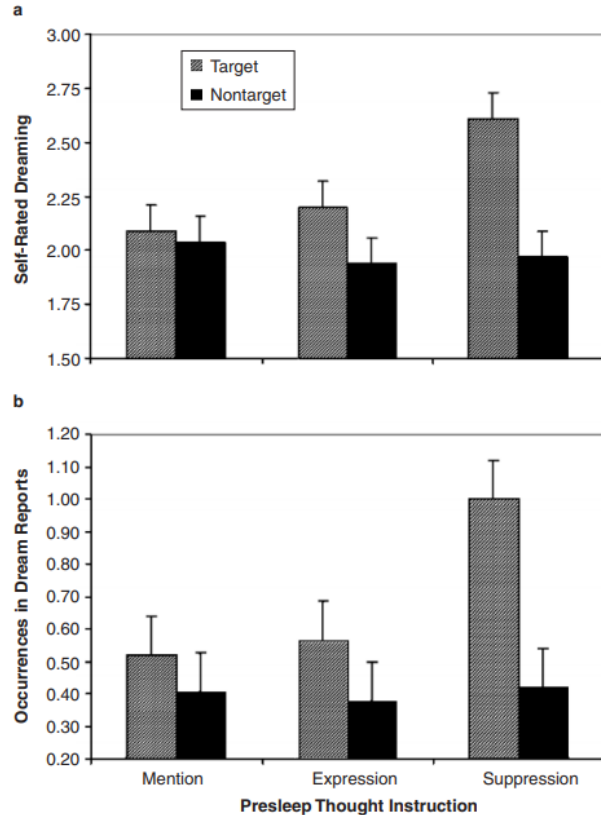 a
3.00
2.75
2.50
2.25
2.00
1.75
1.50
Self-Rated Dreaming
Target
Nontarget
b
1.20
1.10
1.00
0.90
0.80
0.70
0.60
0.50
0.40
0.30
0.20
Occurrences in Dream Reports
Mention Expression Suppression
Presleep Thought Instruction